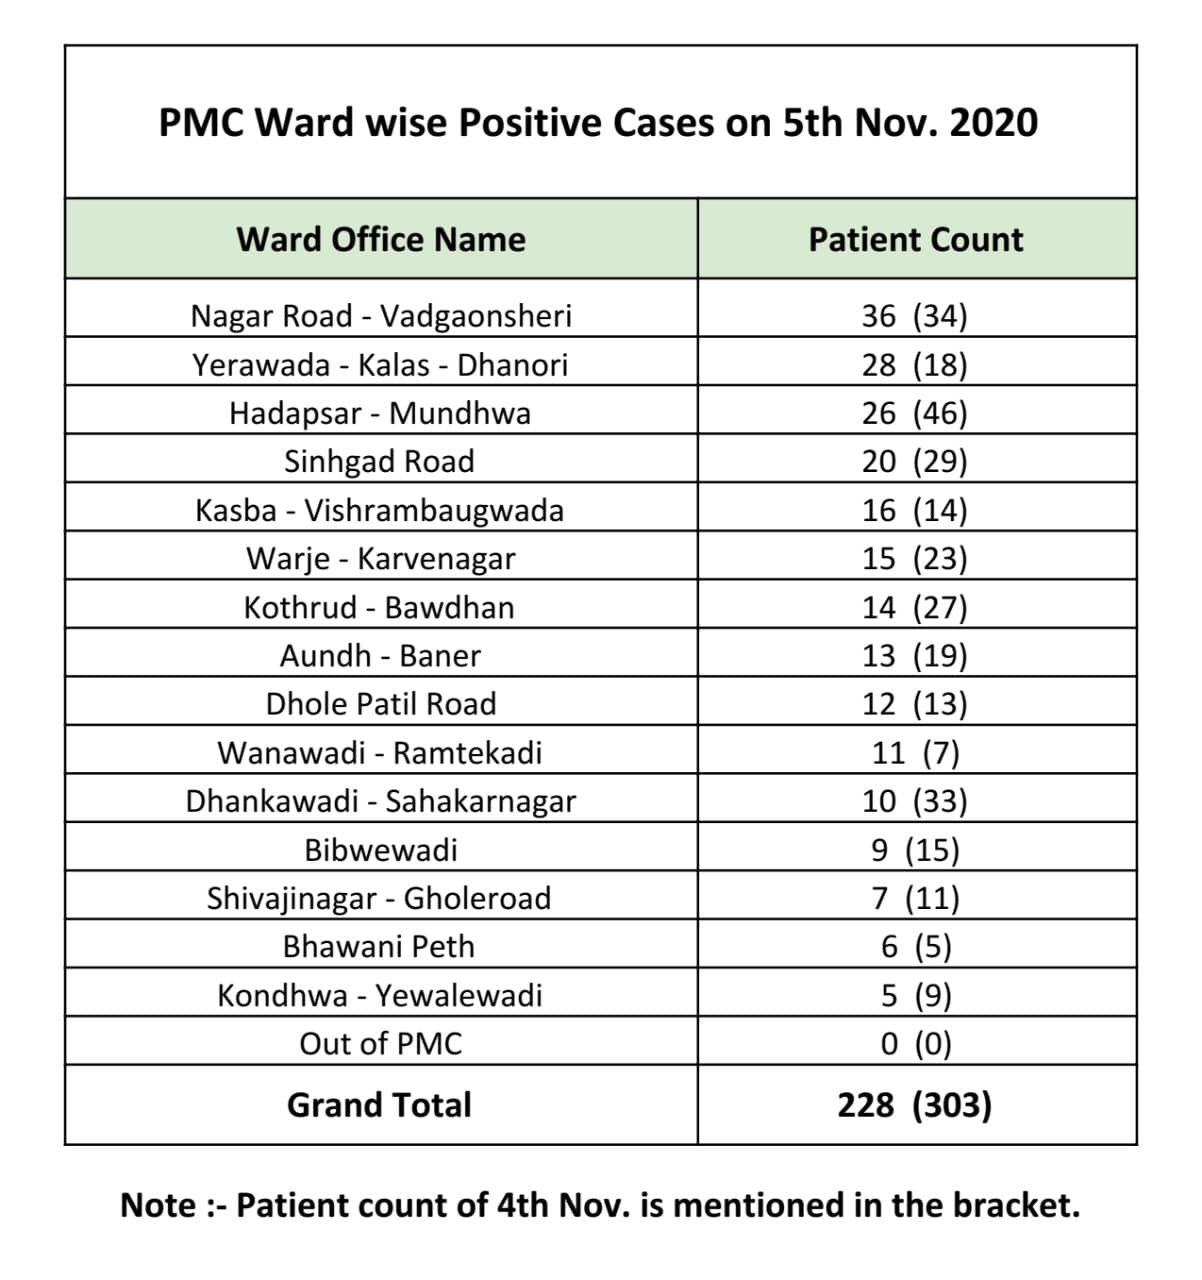 PMC Ward wise Positive Cases on 5th Nov. 2020
Ward Office Name Patient Count
Nagar Road - Vadgaonsheri 36 (34)
Yerawada - Kalas - Dhanori 28 (18)
Hadapsar - Mundhwa 26 (46)
Sinhgad Road 20 (29)
Kasba - Vishrambaugwada 16 (14)
Warje - Karvenagar 15 (23)
Kothrud - Bawdhan 14 (27)
Aundh - Baner 13 (19)
Dhole Patil Road 12 (13)
Wanawadi - Ramtekadi 11 (7)
Dhankawadi - Sahakarnagar 10 (33)
Bibwewadi 9 (15)
Shivajinagar - Gholeroad 7 (11)
Bhawani Peth 6 (5)
Kondhwa - Yewalewadi 5 (9)
Out of PMC 0 (0)
Grand Total 228 (303)
Note :- Patient count of 4th Nov. is mentioned in the bracket.